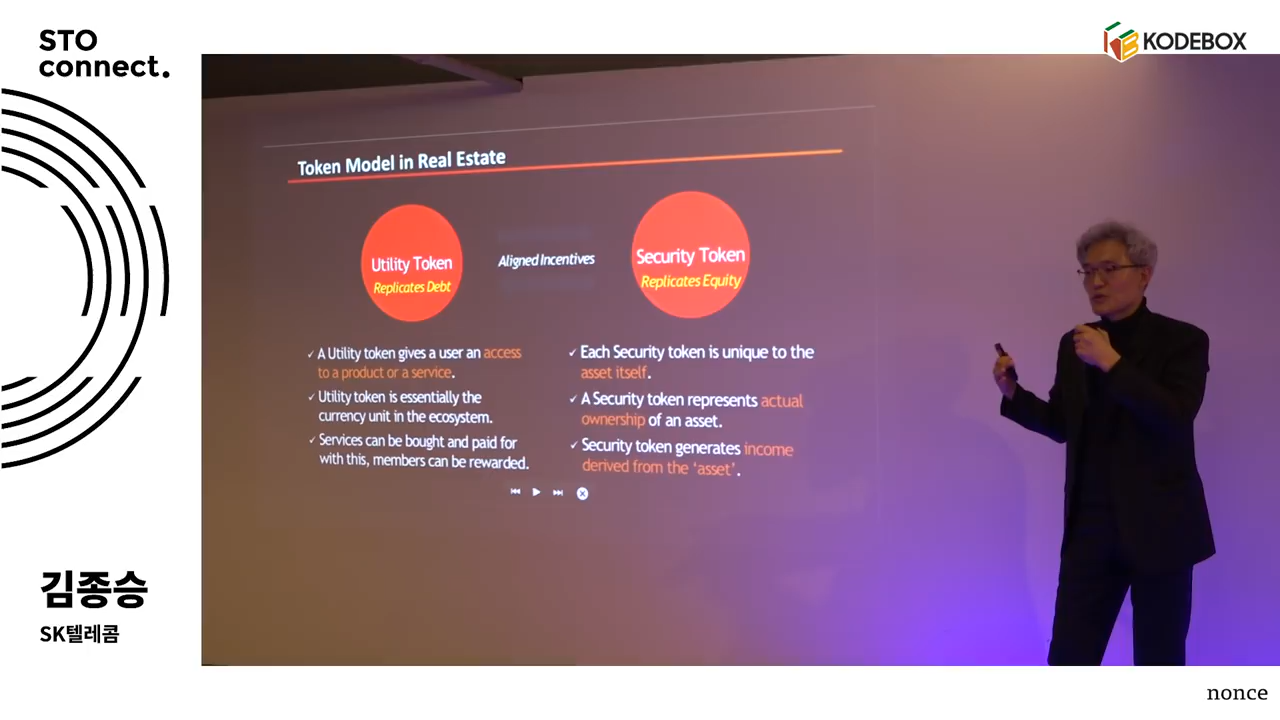 STO
connect.
KODEBOX
Token Model in Real Estate
Utility Token
Replicates Debt
Aligned Incentives
Security Token
Replicates Equity
✓ A Utility token gives a user an access
to a product or a service.
✓ Utility token is essentially the
currency unit in the ecosystem.
✓ Services can be bought and paid for
with this, members can be rewarded.
✓ Each Security token is unique to the
asset itself.
✓ A Security token represents actual
ownership of an asset.
✓ Security token generates income
derived from the ‘asset’.
김종승
SK텔레콤
nonce